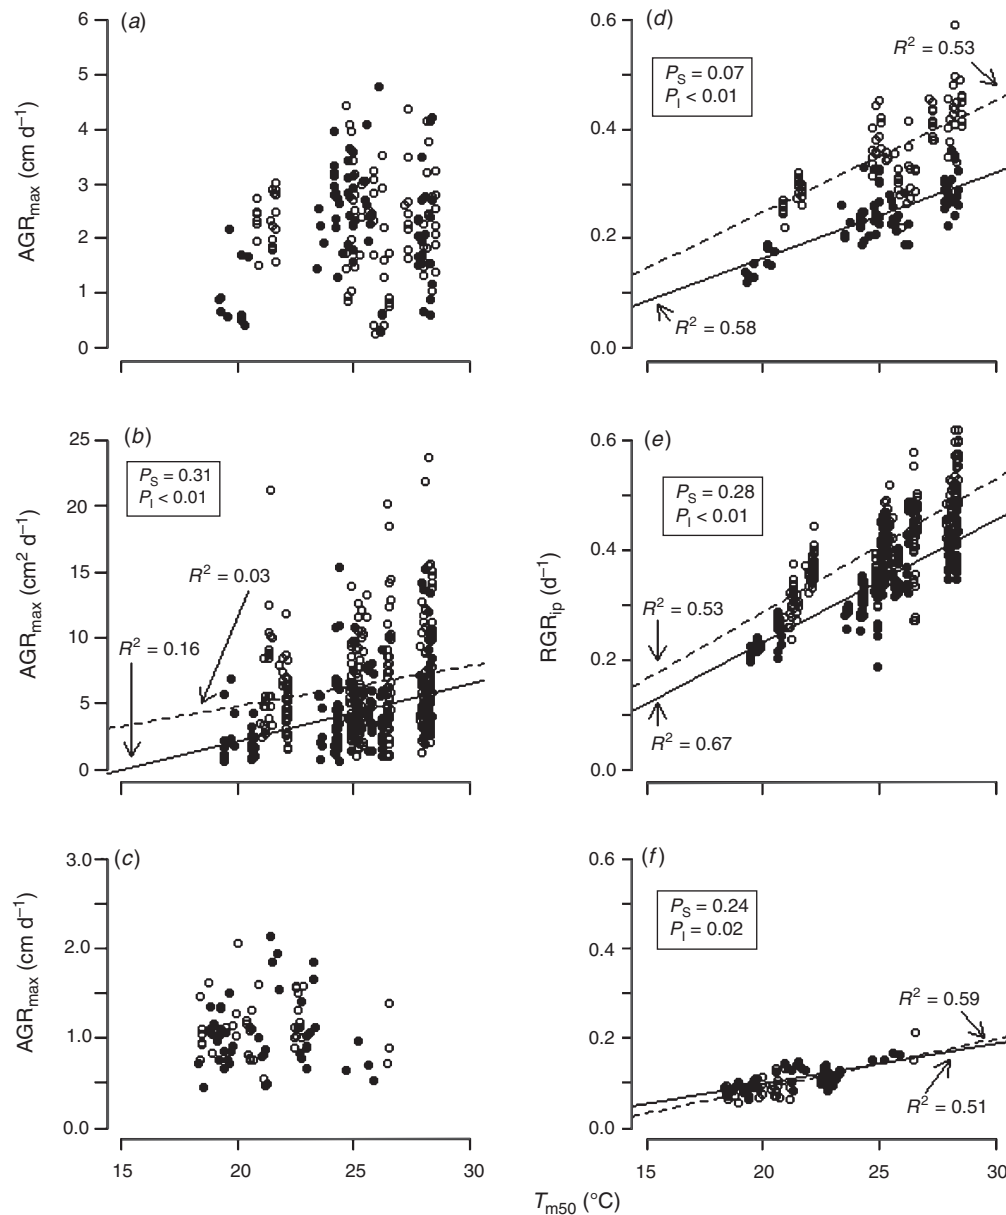 (a)
AGRmax (cm d–1)
6
5
4
3
2
1
0
(d)
0.6
0.4
0.2
0.0
PS = 0.07
PI < 0.01
R2 = 0.53
R2 = 0.58
(b)
AGRmax (cm2 d–1)
25
20
15
10
5
0
PS = 0.31
PI < 0.01
R2 = 0.03
R2 = 0.16
(e)
RGRip (d–1)
0.6
0.4
0.2
0.0
PS = 0.28
PI < 0.01
R2 = 0.53
R2 = 0.67
(c)
AGRmax (cm d–1)
3.0
2.0
1.0
0.0
15 20 25 30
(f)
0.6
0.4
0.2
0.0
PS = 0.24
PI = 0.02
R2 = 0.59
R2 = 0.51
15 20 25 30
Tm50 (°C)